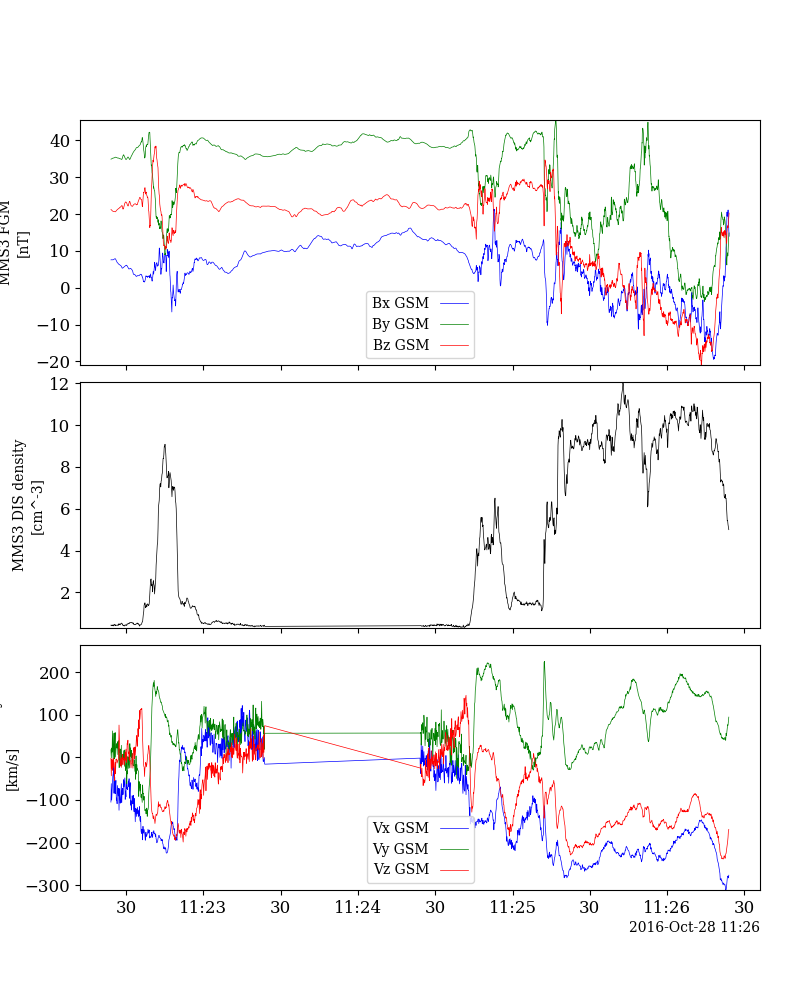 40
30
20
10
0
−10
−20
MMS3 FGM
[nT]
Bx GSM
By GSM
Bz GSM
12
10
8
6
4
2
MMS3 DIS density
[cm^-3]
200
100
0
−100
−200
−300
[km/s]
Vx GSM
Vy GSM
Vz GSM
30 11:23 30 11:24 30 11:25 30 11:26 30
2016-Oct-28 11:26